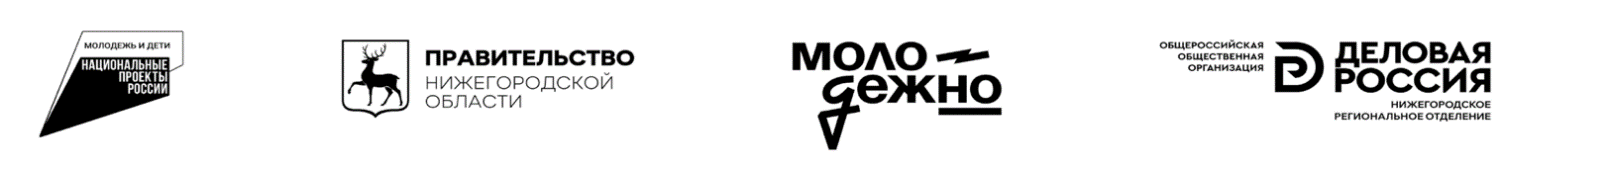 МОЛОДЕЖЬ И ДЕТИ
НАЦИОНАЛЬНЫЕ
ПРОЕКТЫ
РОССИИ
ПРАВИТЕЛЬСТВО
НИЖЕГОРОДСКОЙ
ОБЛАСТИ
МОЛО
дежно
ОБЩЕРОССИЙСКАЯ
ОБЩЕСТВЕННАЯ
ОРГАНИЗАЦИЯ
ДЕЛОВАЯ
РОССИЯ
НИЖЕГОРОДСКОЕ
РЕГИОНАЛЬНОЕ ОТДЕЛЕНИЕ